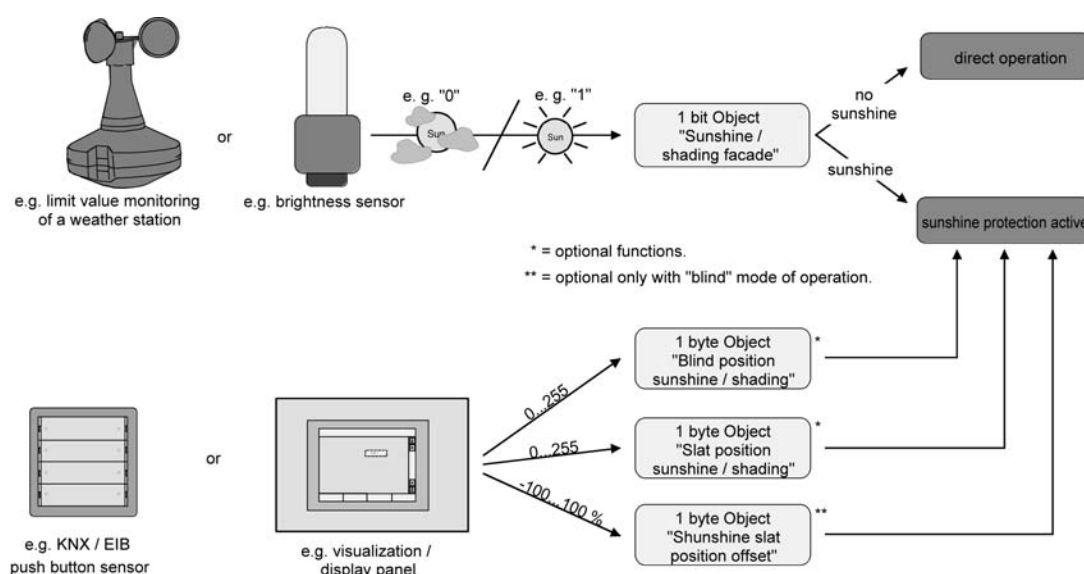 direct operation
e. g. "0"
e. g. "1"
no
sunshine
Sun
Sun
or
1 bit Object
"Sunshine /
shading facade"
sunshine
e.g. limit value monitoring
of a weather station
e.g. brightness sensor
sunshine protection active
* = optional functions.
** = optional only with "blind" mode of operation.
1 byte Object
"Blind position
sunshine / shading"
*
0...255
1 byte Object
"Slat position
sunshine / shading"
*
0...255
or
-100...100 %
1 byte Object
"Shunshine slat
position offset"
**
e.g. KNX / EIB
push button sensor
e.g. visualization /
display panel